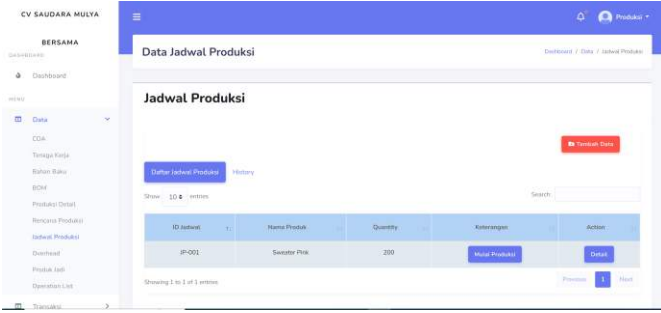 CV SAUDARA MULYA
BERSAMA
DASHBOARD
Dashboard
MENU
Data
COA
Tenaga Kerja
Bahan Baku
BOM
Produksi Detail
Rencana Produksi
Jadwal Produksi
Overhead
Produk Jadi
Operation List
Transaksi
Produksi
Data Jadwal Produksi
Dashboard / Data / Jadwal Produksi
Jadwal Produksi
Tambah Data
Daftar Jadwal Produksi History
Show 10 entries
Search:
ID Jadwal Nama Produk Quantity Keterangan Action
JP-001 Sweater Pink 200 Mulai Produksi Detail
Showing 1 to 1 of 1 entries
Previous 1 Next